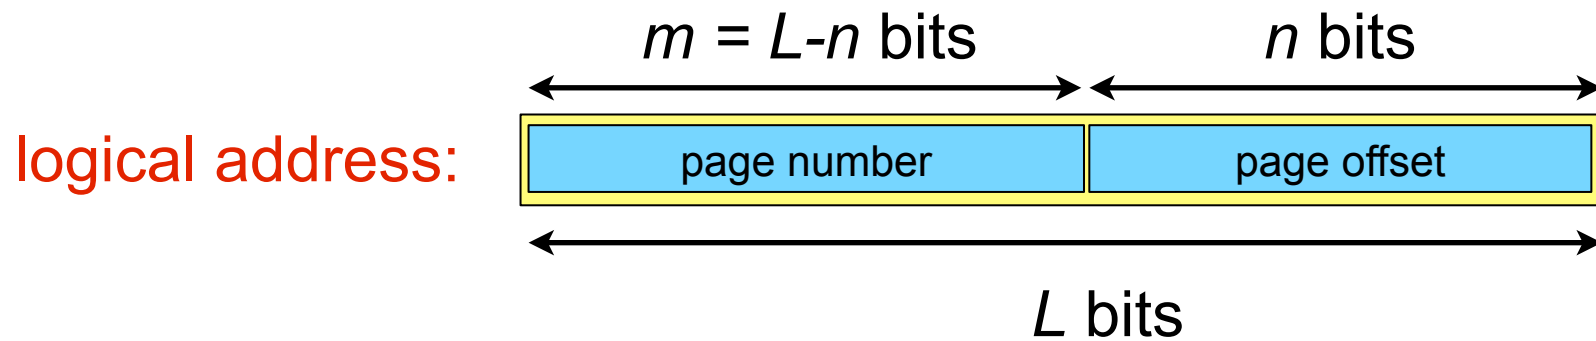 m = L-n bits
n bits
logical address:
page number
page offset
L bits